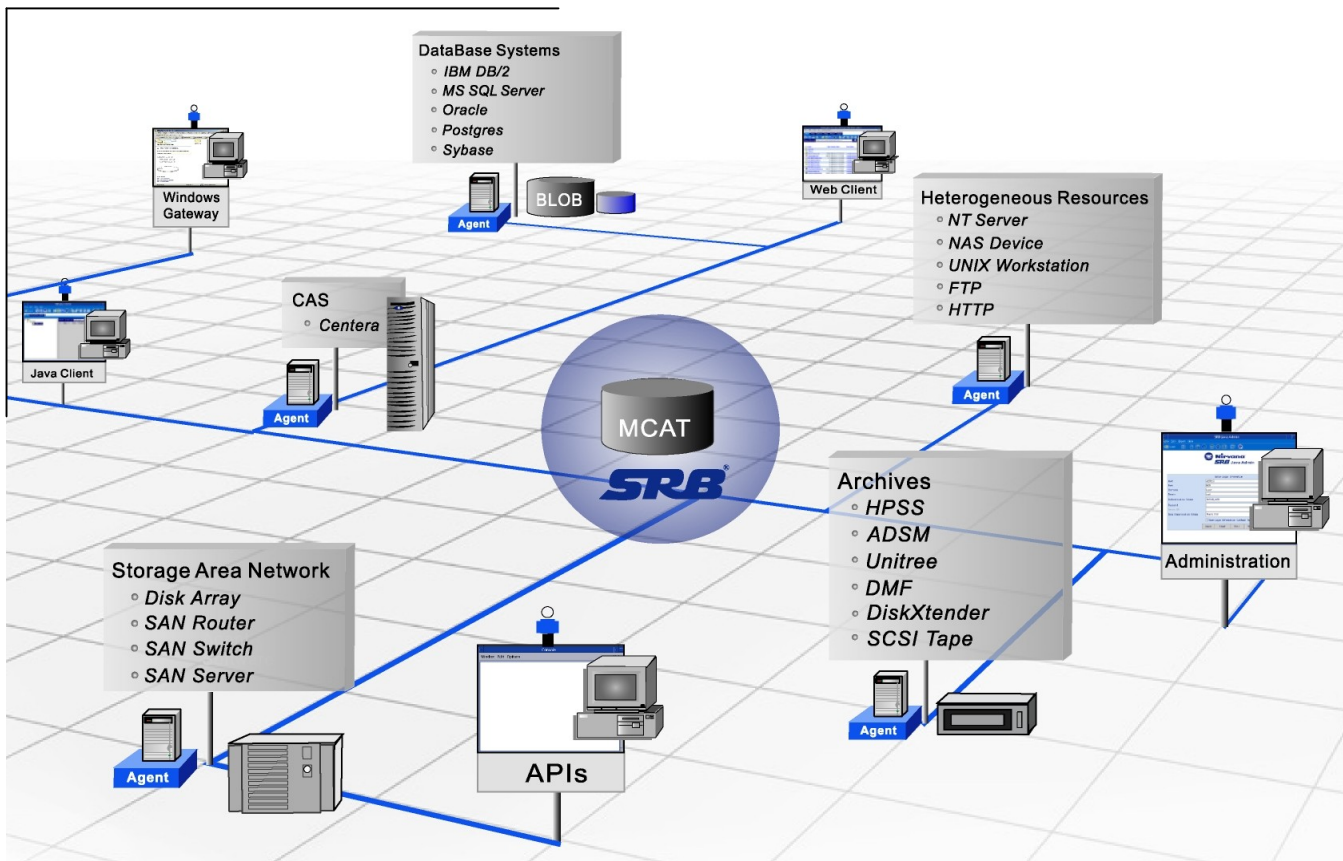 DataBase Systems
IBM DB/2
MS SQL Server
Oracle
Postgres
Sybase
BLOB
Agent
Windows
Gateway
Web Client
Heterogeneous Resources
NT Server
NAS Device
UNIX Workstation
FTP
HTTP
Agent
CAS
Centera
Agent
Java Client
MCAT
SRB®
Archives
HPSS
ADSM
Unitree
DMF
DiskXtender
SCSI Tape
Agent
Nirvana
SRB
Administration
Storage Area Network
Disk Array
SAN Router
SAN Switch
SAN Server
Agent
APIs